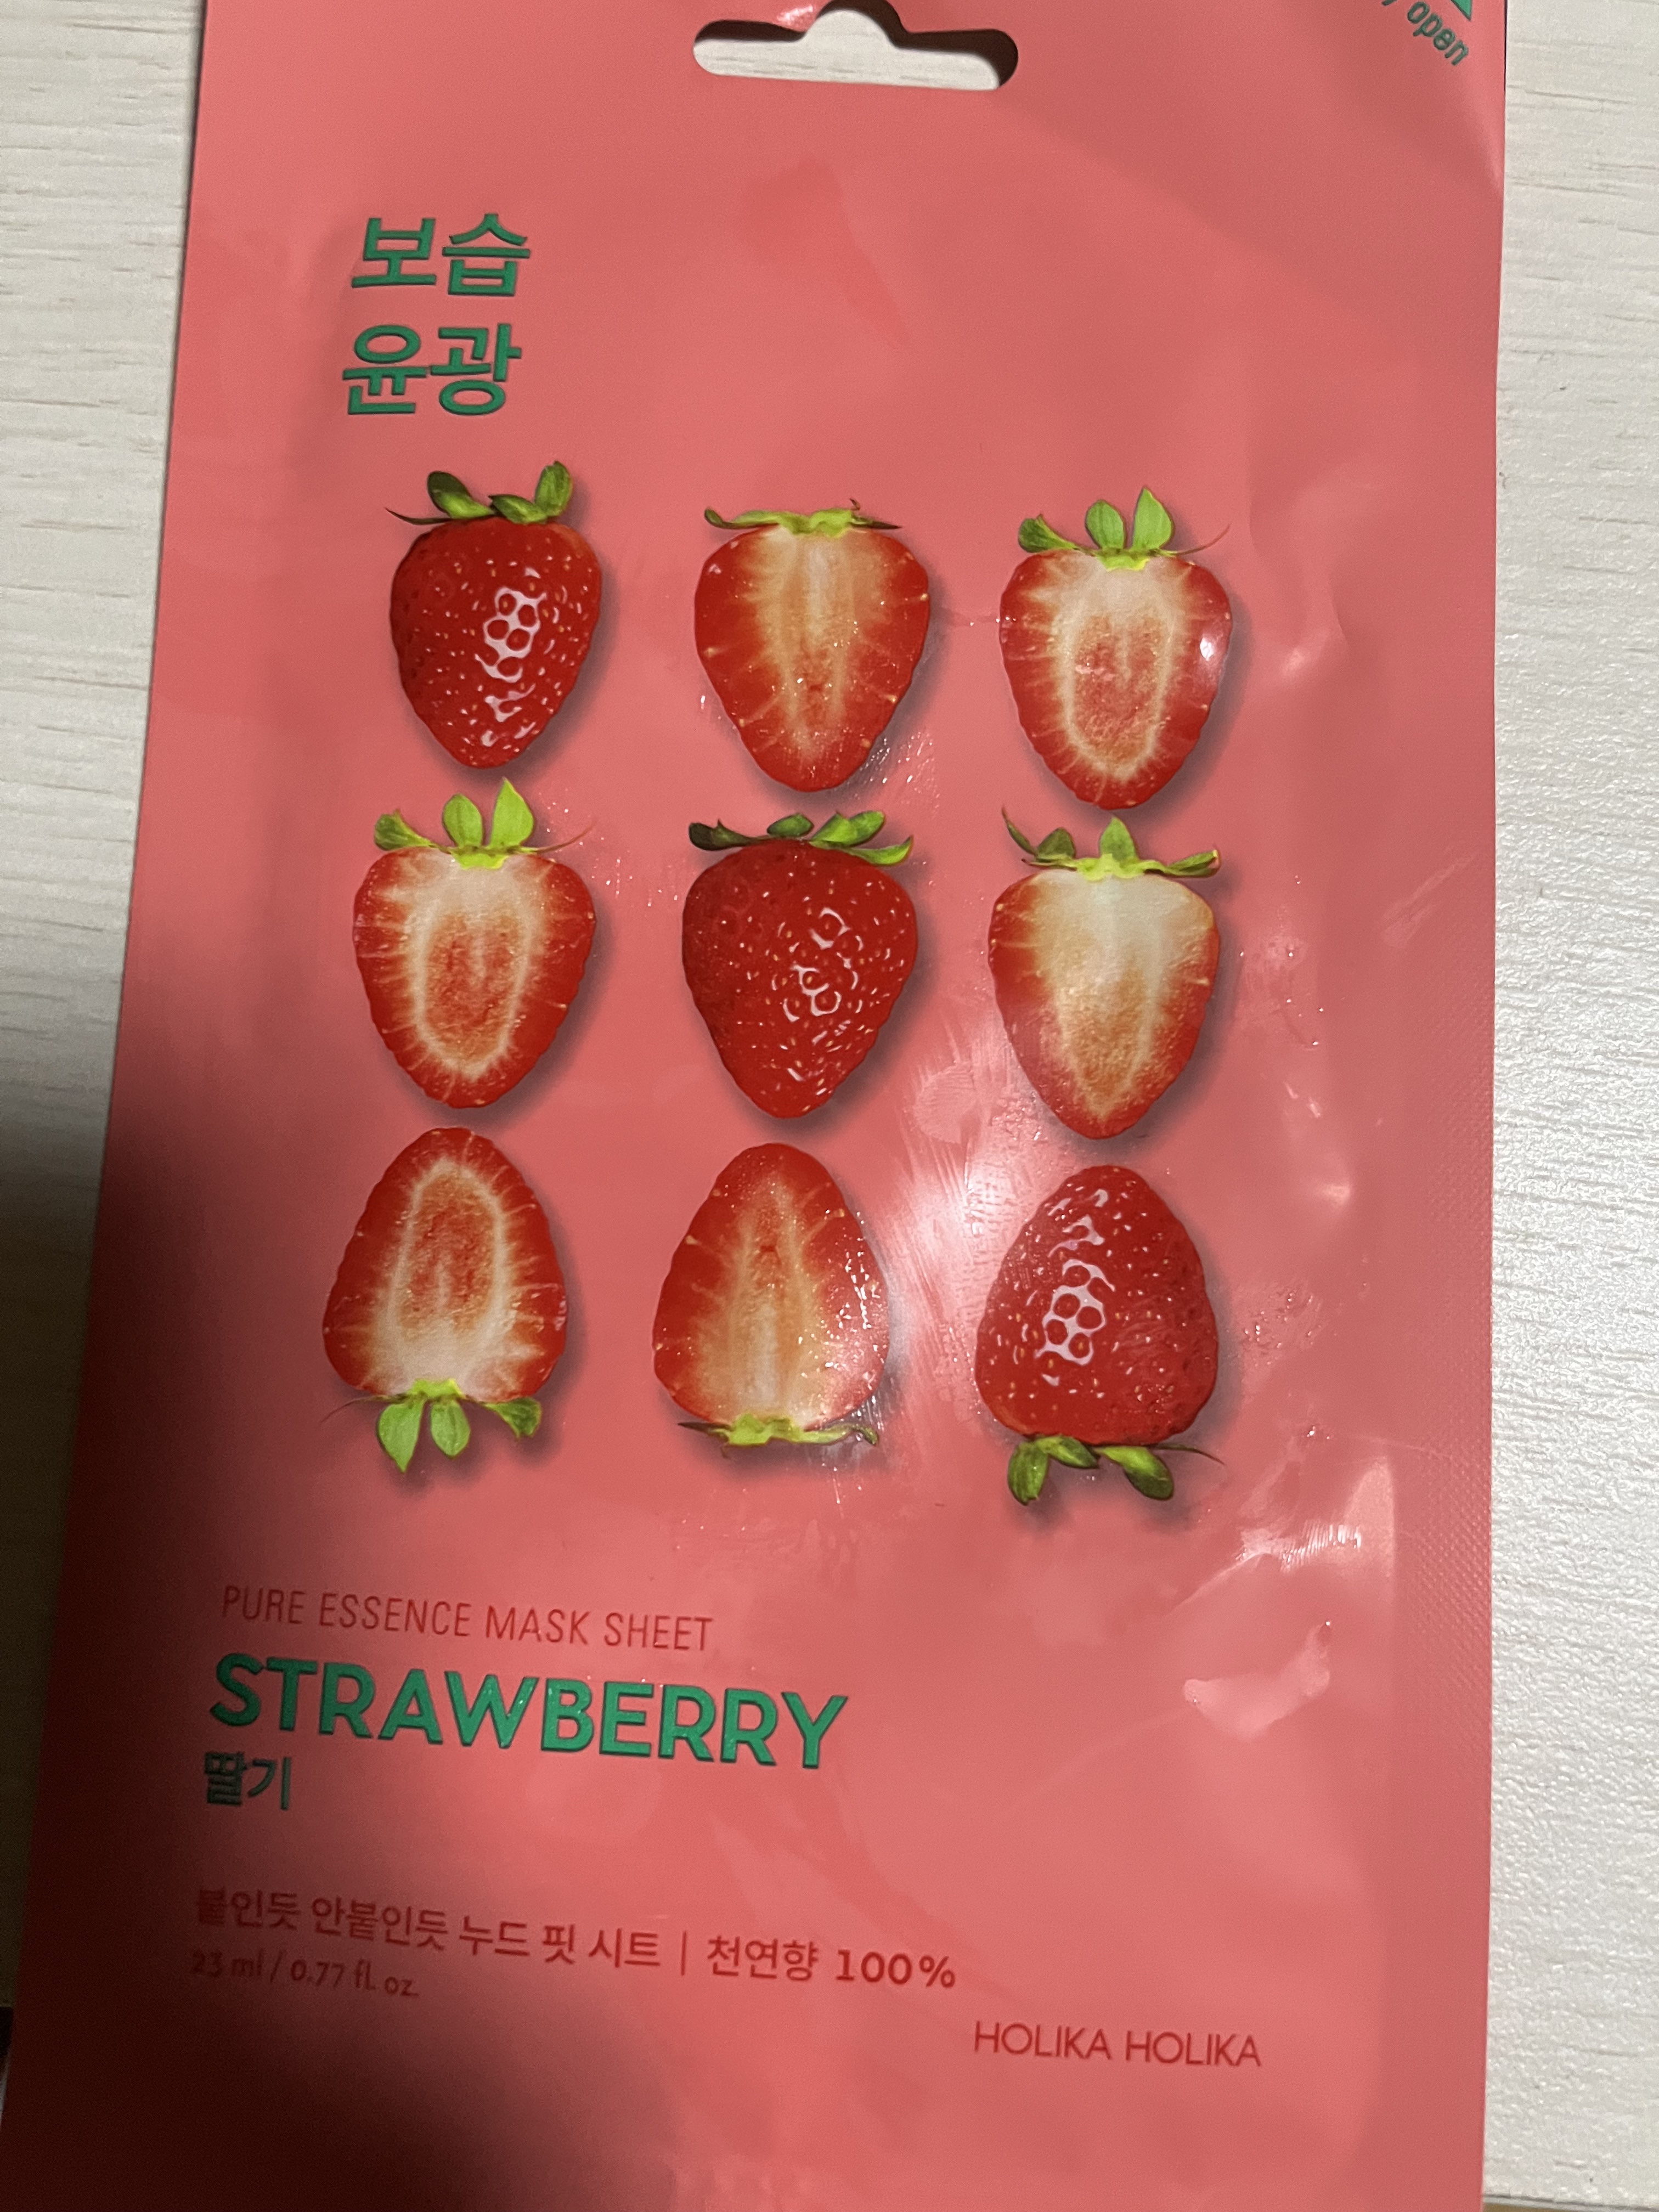 open
보습
윤광
PURE ESSENCE MASK SHEET
STRAWBERRY
딸기
붙인듯 안붙인듯 누드 핏 시트 | 천연향 100%
23 ml / 0.77 fl. oz.
HOLIKA HOLIKA